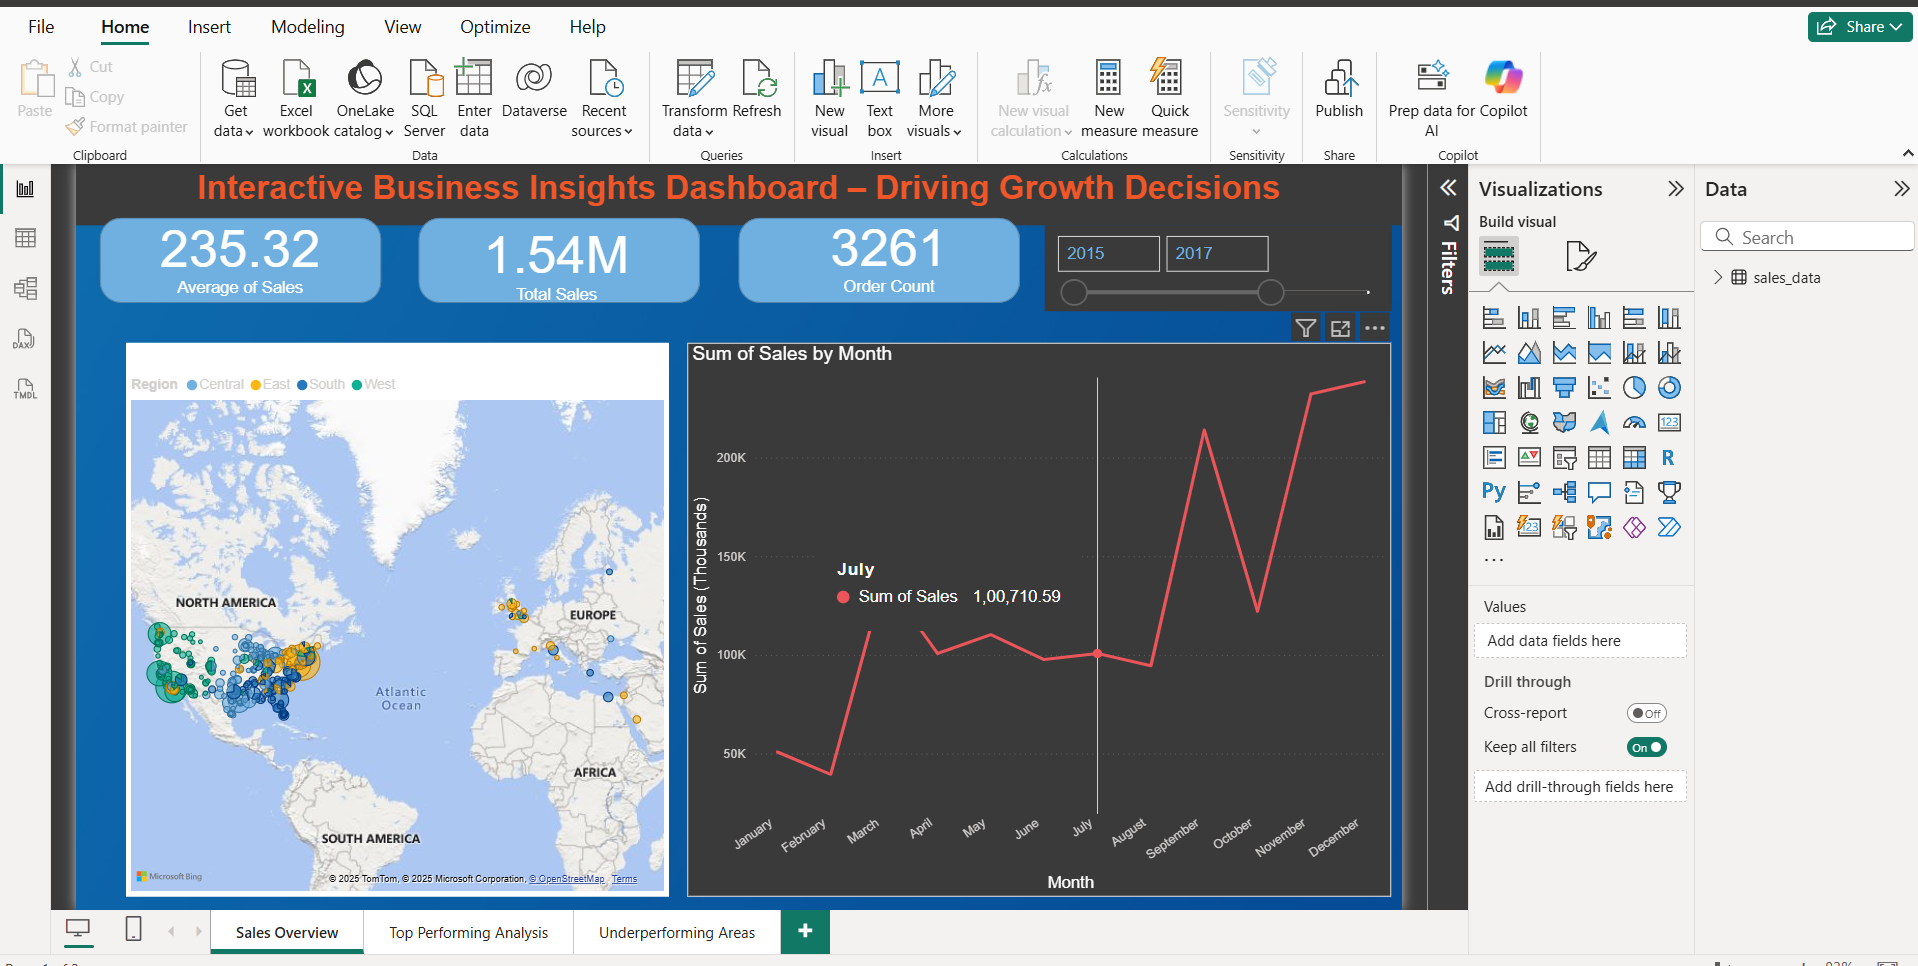 File Home Insert Modeling View Optimize Help Share
Paste
Cut
Copy
Format painter
Clipboard
Get data
Excel workbook
OneLake catalog
SQL Server
Enter data
Dataverse
Recent sources
Data
Transform data
Refresh
Queries
New visual
Text box
A
More visuals
Insert
New visual calculation
New measure
Quick measure
Calculations
Sensitivity
Sensitivity
Publish
Share
Prep data for AI
Copilot
Copilot
DAX
TMDL
Interactive Business Insights Dashboard – Driving Growth Decisions
235.32
Average of Sales
1.54M
Total Sales
3261
Order Count
2015 2017
Region Central East South West
NORTH AMERICA
EUROPE
Atlantic
Ocean
AFRICA
SOUTH AMERICA
Microsoft Bing
© 2025 TomTom, © 2025 Microsoft Corporation, © OpenStreetMap Terms
Sum of Sales by Month
Sum of Sales (Thousands)
200K
150K
100K
50K
July
Sum of Sales 1,00,710.59
January February March April May June July August September October November December
Month
Filters
Visualizations
Build visual
123
R
Py
123
Values
Add data fields here
Drill through
Cross-report Off
Keep all filters On
Add drill-through fields here
Data
Search
sales_data
Sales Overview Top Performing Analysis Underperforming Areas +